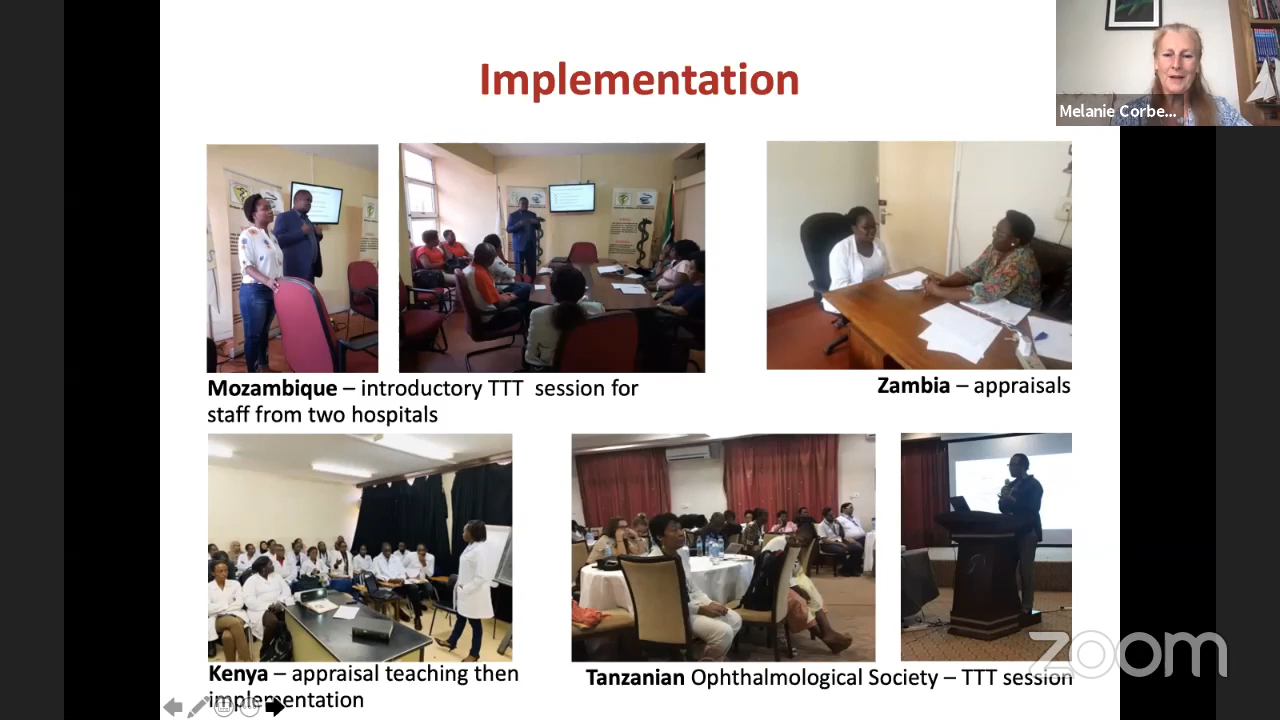 Implementation
Melanie Corbe...
Mozambique – introductory TTT session for
staff from two hospitals
Zambia – appraisals
Kenya – appraisal teaching then
implementation
Tanzanian Ophthalmological Society – TTT session
zoom